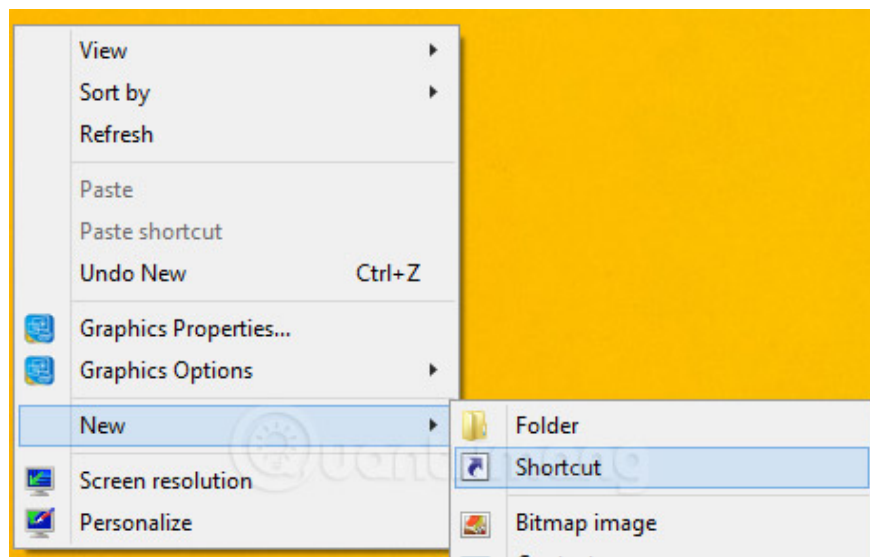 View
Sort by
Refresh
Paste
Paste shortcut
Undo New Ctrl+Z
Graphics Properties...
Graphics Options
New
Screen resolution
Personalize
Folder
Shortcut
Bitmap image
Quantrimang